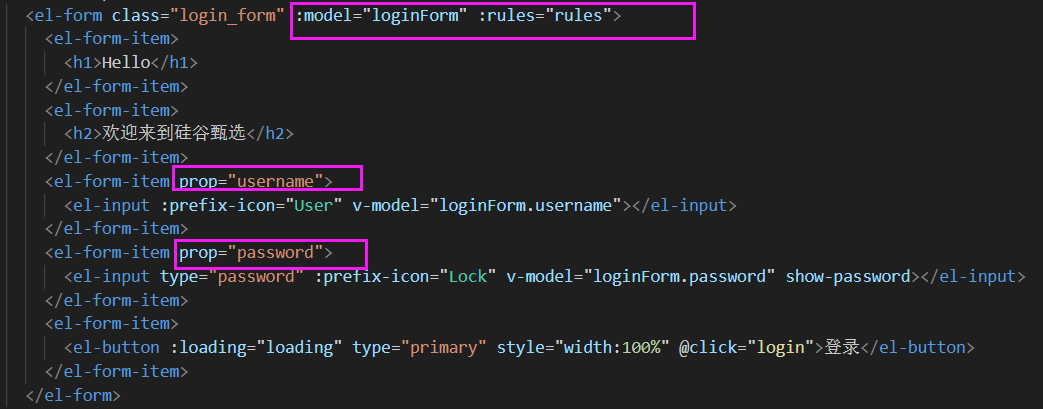 <el-form class="login_form" :model="loginForm" :rules="rules">
<el-form-item>
<h1>Hello</h1>
</el-form-item>
<el-form-item>
<h2>欢迎来到硅谷甄选</h2>
</el-form-item>
<el-form-item prop="username">
<el-input :prefix-icon="User" v-model="loginForm.username"></el-input>
</el-form-item>
<el-form-item prop="password">
<el-input type="password" :prefix-icon="Lock" v-model="loginForm.password" show-password></el-input>
</el-form-item>
<el-form-item>
<el-button :loading="loading" type="primary" style="width:100%" @click="login">登录</el-button>
</el-form-item>
</el-form>